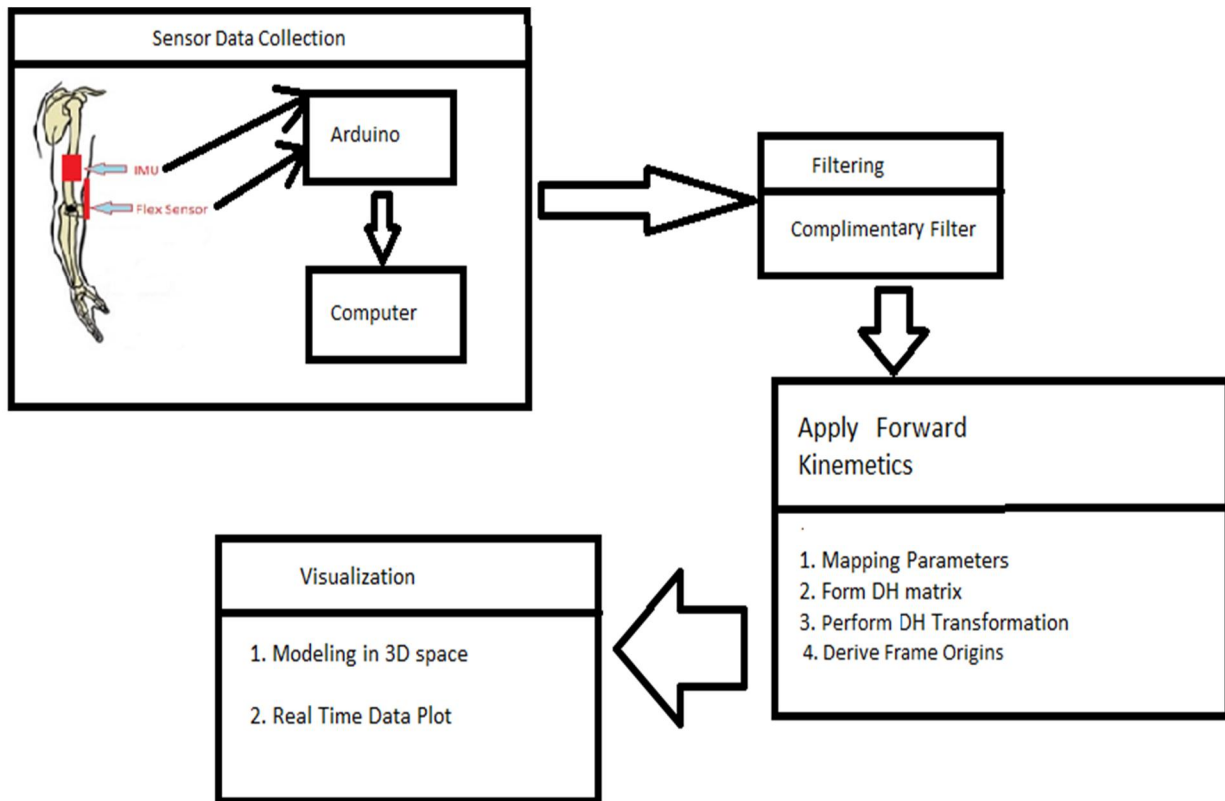 Sensor Data Collection
Arduino
IMU
Flex Sensor
Computer
Filtering
Complimentary Filter
Apply Forward
Kinemetics
1. Mapping Parameters
2. Form DH matrix
3. Perform DH Transformation
4. Derive Frame Origins
Visualization
1. Modeling in 3D space
2. Real Time Data Plot